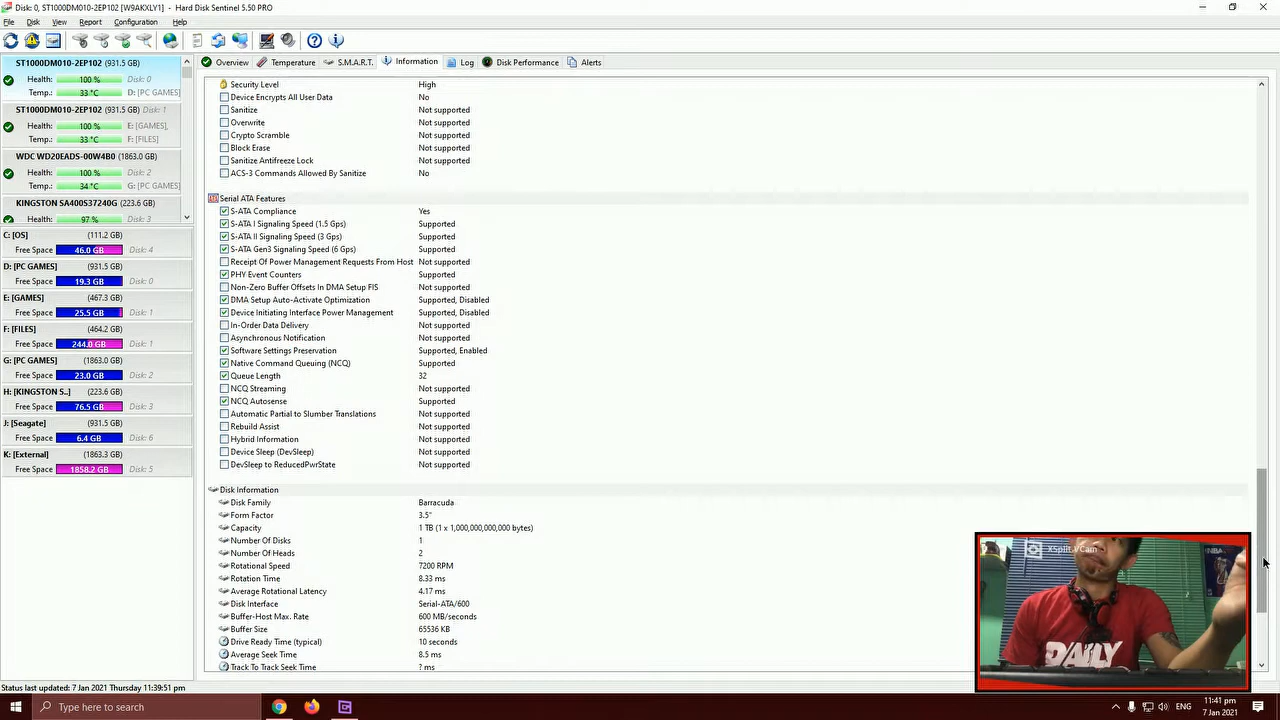 Disk: 0, ST1000DM010-2EP102 [W9AKXLY1] - Hard Disk Sentinel 5.50 PRO
File Disk View Report Configuration Help
ST1000DM010-2EP102 (931.5 GB)
Health: 100 % Disk: 0
Temp.: 33 °C D: [PC GAMES]
ST1000DM010-2EP102 (931.5 GB) Disk: 1
Health: 100 % E: [GAMES],
Temp.: 33 °C F: [FILES]
WDC WD20EADS-00W4B0 (1863.0 GB)
Health: 100 % Disk: 2
Temp.: 34 °C G: [PC GAMES]
KINGSTON SA400S37240G (223.6 GB)
Health: 97 % Disk: 3
C: [OS] (111.2 GB)
Free Space 46.0 GB Disk: 4
D: [PC GAMES] (931.5 GB)
Free Space 19.3 GB Disk: 0
E: [GAMES] (467.3 GB)
Free Space 25.5 GB Disk: 1
F: [FILES] (464.2 GB)
Free Space 244.0 GB Disk: 1
G: [PC GAMES] (1863.0 GB)
Free Space 23.0 GB Disk: 2
H: [KINGSTON S..] (223.6 GB)
Free Space 76.5 GB Disk: 3
J: [Seagate] (931.5 GB)
Free Space 6.4 GB Disk: 6
K: [External] (1863.3 GB)
Free Space 1858.2 GB Disk: 5
Overview Temperature S.M.A.R.T. Information Log Disk Performance Alerts
Security Level High
Device Encrypts All User Data No
Sanitize Not supported
Overwrite Not supported
Crypto Scramble Not supported
Block Erase Not supported
Sanitize Antifreeze Lock Not supported
ACS-3 Commands Allowed By Sanitize No
Serial ATA Features
S-ATA Compliance Yes
S-ATA I Signaling Speed (1.5 Gps) Supported
S-ATA II Signaling Speed (3 Gps) Supported
S-ATA Gen3 Signaling Speed (6 Gps) Supported
Receipt Of Power Management Requests From Host Not supported
PHY Event Counters Supported
Non-Zero Buffer Offsets In DMA Setup FIS Not supported
DMA Setup Auto-Activate Optimization Supported, Disabled
Device Initiating Interface Power Management Supported, Disabled
In-Order Data Delivery Not supported
Asynchronous Notification Not supported
Software Settings Preservation Supported, Enabled
Native Command Queuing (NCQ) Supported
Queue Length 32
NCQ Streaming Not supported
NCQ Autosense Supported
Automatic Partial to Slumber Translations Not supported
Rebuild Assist Not supported
Hybrid Information Not supported
Device Sleep (DevSleep) Not supported
DevSleep to ReducedPwrState Not supported
Disk Information
Disk Family Barracuda
Form Factor 3.5"
Capacity 1 TB (1 x 1,000,000,000,000 bytes)
Number Of Disks 1
Number Of Heads 2
Rotational Speed 7200 RPM
Rotation Time 8.33 ms
Average Rotational Latency 4.17 ms
Disk Interface Serial-ATA/600
Buffer-Host Max. Rate 600 MB/seconds
Buffer Size 65536 KB
Drive Ready Time (typical) 10 seconds
Average Seek Time 8.5 ms
Track To Track Seek Time ? ms
XSplit VCam
NBA
DAILY
Status last updated: 7 Jan 2021 Thursday 11:39:51 pm
Type here to search
ENG
11:41 pm
7 Jan 2021